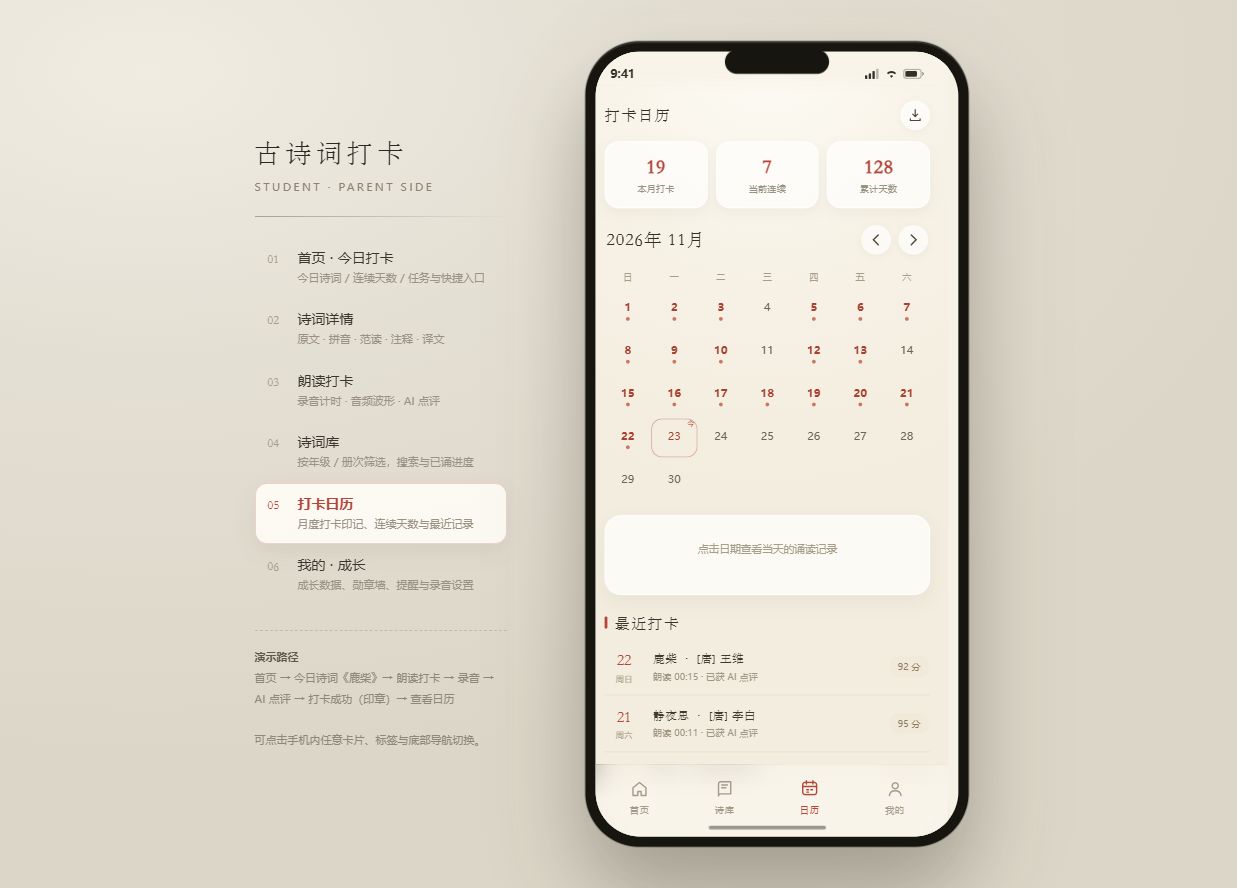 古诗词打卡
STUDENT · PARENT SIDE
01 首页 · 今日打卡
今日诗词 / 连续天数 / 任务与快捷入口
02 诗词详情
原文 · 拼音 · 范读 · 注释 · 译文
03 朗读打卡
录音计时 · 音频波形 · AI 点评
04 诗词库
按年级 / 册次筛选，搜索与已诵进度
05 打卡日历
月度打卡印记、连续天数与最近记录
06 我的 · 成长
成长数据、勋章墙、提醒与录音设置
演示路径
首页 → 今日诗词《鹿柴》 → 朗读打卡 → 录音 →
AI 点评 → 打卡成功（印章） → 查看日历
可点击手机内任意卡片、标签与底部导航切换。
9:41
打卡日历
19 7 128
本月打卡 当前连续 累计天数
2026年 11月
日 一 二 三 四 五 六
1 2 3 4 5 6 7
8 9 10 11 12 13 14
15 16 17 18 19 20 21
22 23 今 24 25 26 27 28
29 30
点击日期查看当天的诵读记录
最近打卡
22 鹿柴 · [唐] 王维
周日 朗读 00:15 · 已获 AI 点评 92 分
21 静夜思 · [唐] 李白
周六 朗读 00:11 · 已获 AI 点评 95 分
首页 诗库 日历 我的